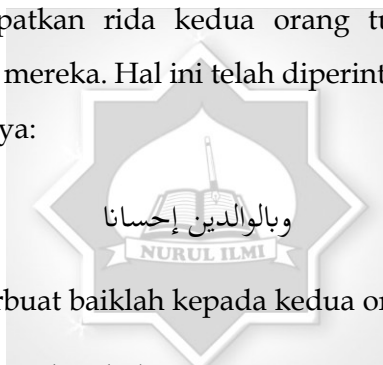 patkan rida kedua orang tu
mereka. Hal ini telah diperint
ya:
وبالوالدين إحسانا
NURUL ILMI
rbuat baiklah kepada kedua or